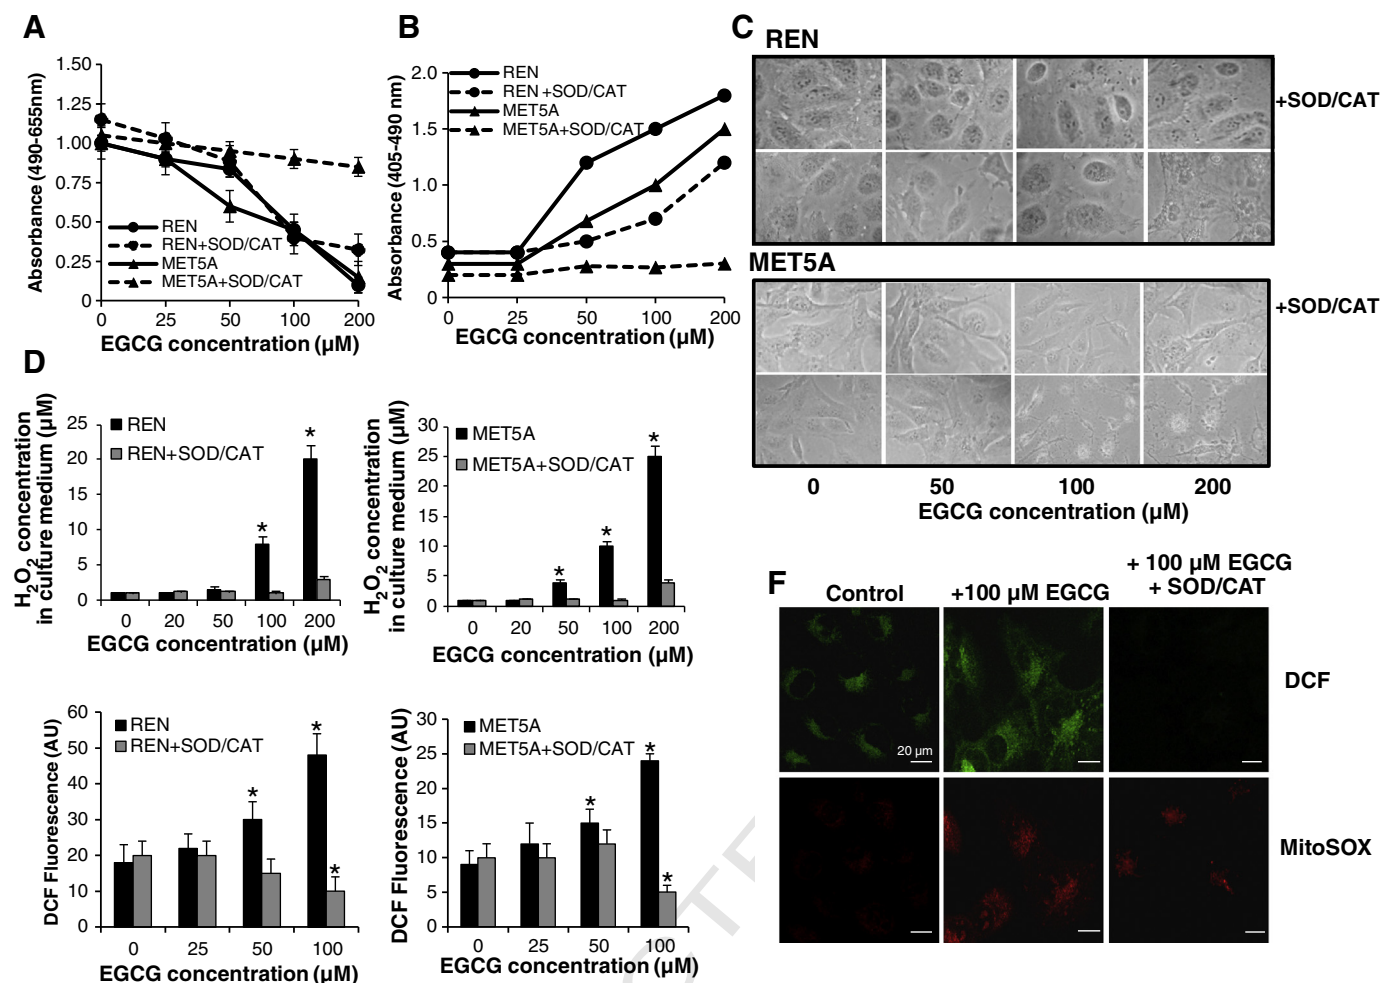 A
Absorbance (490-655nm)
1.50
1.25
1.00
0.75
0.50
0.25
0
REN
REN+SOD/CAT
MET5A
MET5A+SOD/CAT
0 25 50 100 200
EGCG concentration (µM)
B
Absorbance (405-490 nm)
2.0
1.5
1.0
0.5
0
REN
REN +SOD/CAT
MET5A
MET5A+SOD/CAT
0 25 50 100 200
EGCG concentration (µM)
C
REN
+SOD/CAT
MET5A
+SOD/CAT
0 50 100 200
EGCG concentration (µM)
D
H2O2 concentration
in culture medium (µM)
25
20
15
10
5
0
REN
REN+SOD/CAT
*
*
0 20 50 100 200
EGCG concentration (µM)
H2O2 concentration
in culture medium (µM)
30
25
20
15
10
5
0
MET5A
MET5A+SOD/CAT
*
*
*
0 20 50 100 200
EGCG concentration (µM)
DCF Fluorescence (AU)
60
50
40
30
20
10
0
REN
REN+SOD/CAT
*
*
*
0 25 50 100
EGCG concentration (µM)
DCF Fluorescence (AU)
30
25
20
15
10
5
0
MET5A
MET5A+SOD/CAT
*
*
*
0 25 50 100
EGCG concentration (µM)
F
Control
+100 µM EGCG
+ 100 µM EGCG
+ SOD/CAT
20 µm
DCF
MitoSOX